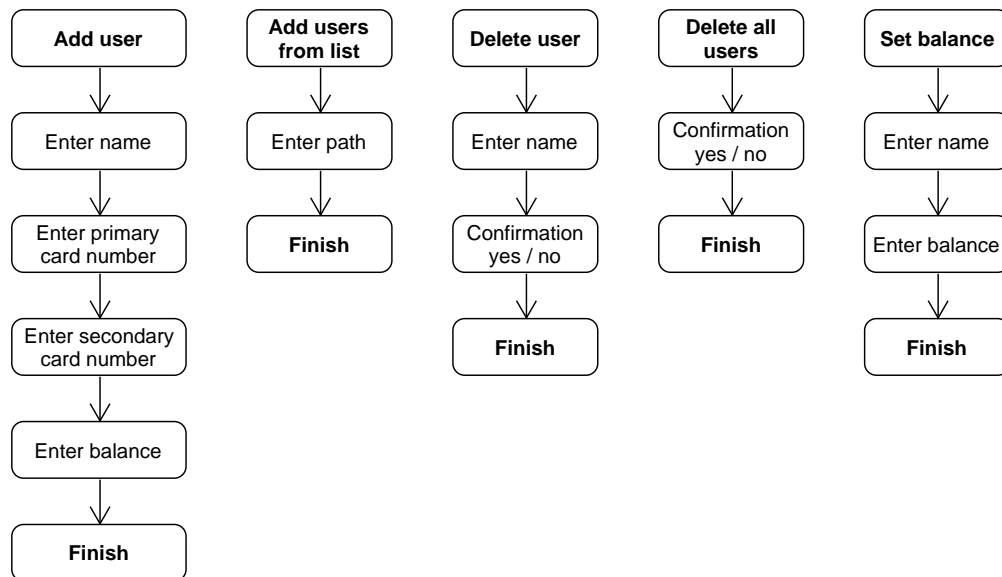 Add user
Enter name
Enter primary
card number
Enter secondary
card number
Enter balance
Finish
Add users
from list
Enter path
Finish
Delete user
Enter name
Confirmation
yes / no
Finish
Delete all
users
Confirmation
yes / no
Finish
Set balance
Enter name
Enter balance
Finish